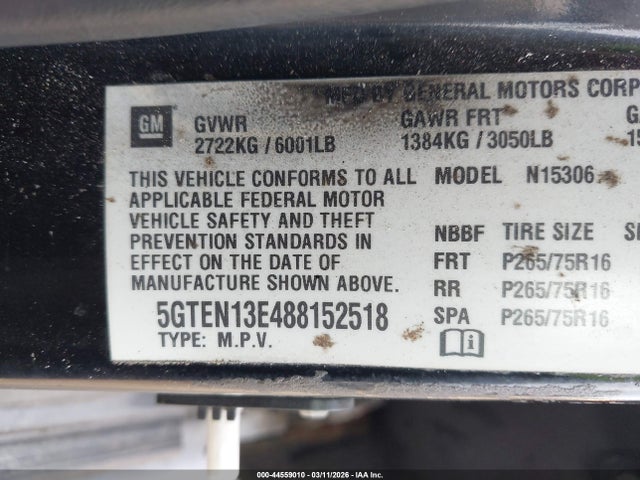 MFD BY GENERAL MOTORS CORP
GM
GVWR GAWR FRT
2722KG / 6001LB 1384KG / 3050LB
THIS VEHICLE CONFORMS TO ALL
APPLICABLE FEDERAL MOTOR
VEHICLE SAFETY AND THEFT
PREVENTION STANDARDS IN
EFFECT ON THE DATE OF
MANUFACTURE SHOWN ABOVE.
5GTEN13E488152518
TYPE: M.P.V.
MODEL N15306
NBBF TIRE SIZE
FRT P265/75R16
RR P265/75R16
SPA P265/75R16
000-44559010 | 03/11/2026 | IAA Inc.